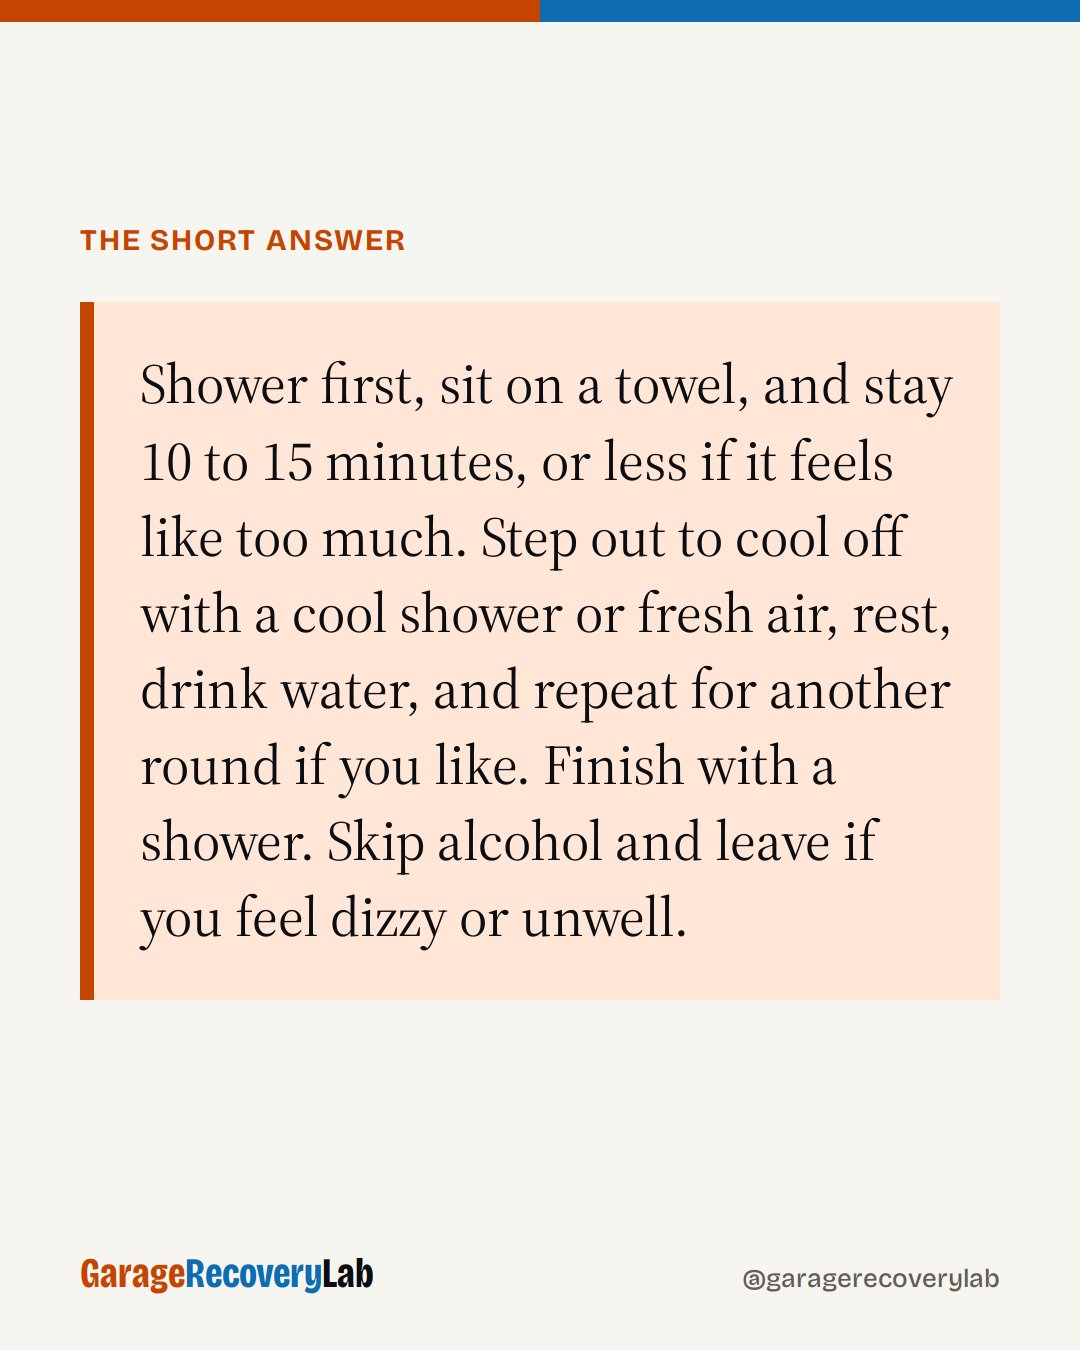 THE SHORT ANSWER
Shower first, sit on a towel, and stay
10 to 15 minutes, or less if it feels
like too much. Step out to cool off
with a cool shower or fresh air, rest,
drink water, and repeat for another
round if you like. Finish with a
shower. Skip alcohol and leave if
you feel dizzy or unwell.
GarageRecoveryLab
@garagerecoverylab